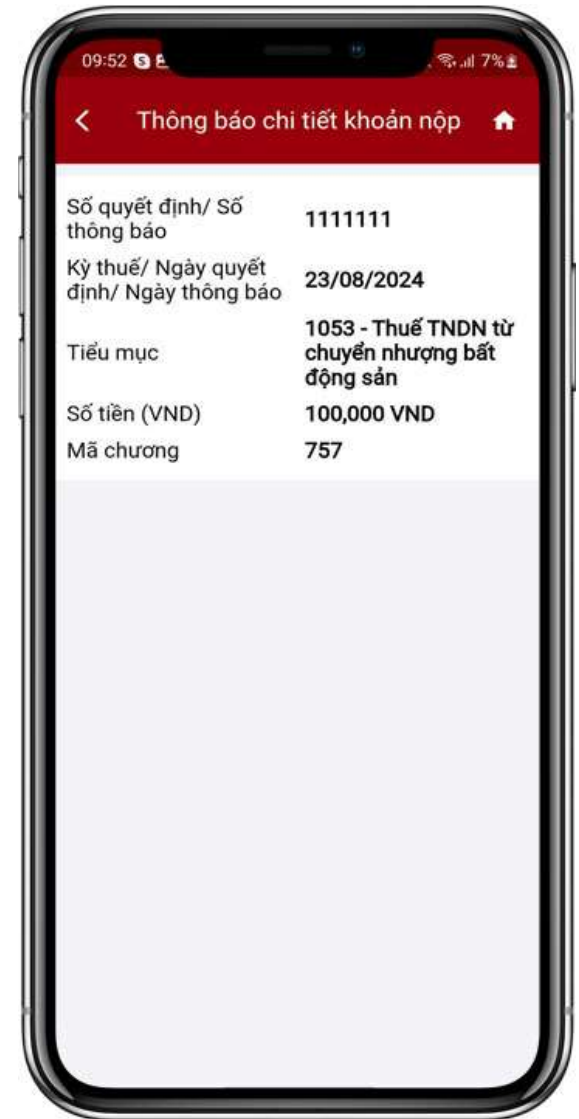 09:52
7%
Thông báo chi tiết khoản nộp
Số quyết định/ Số
thông báo
1111111
Kỳ thuế/ Ngày quyết
định/ Ngày thông báo
23/08/2024
Tiểu mục
1053 - Thuế TNDN từ
chuyển nhượng bất
động sản
Số tiền (VND)
100,000 VND
Mã chương
757